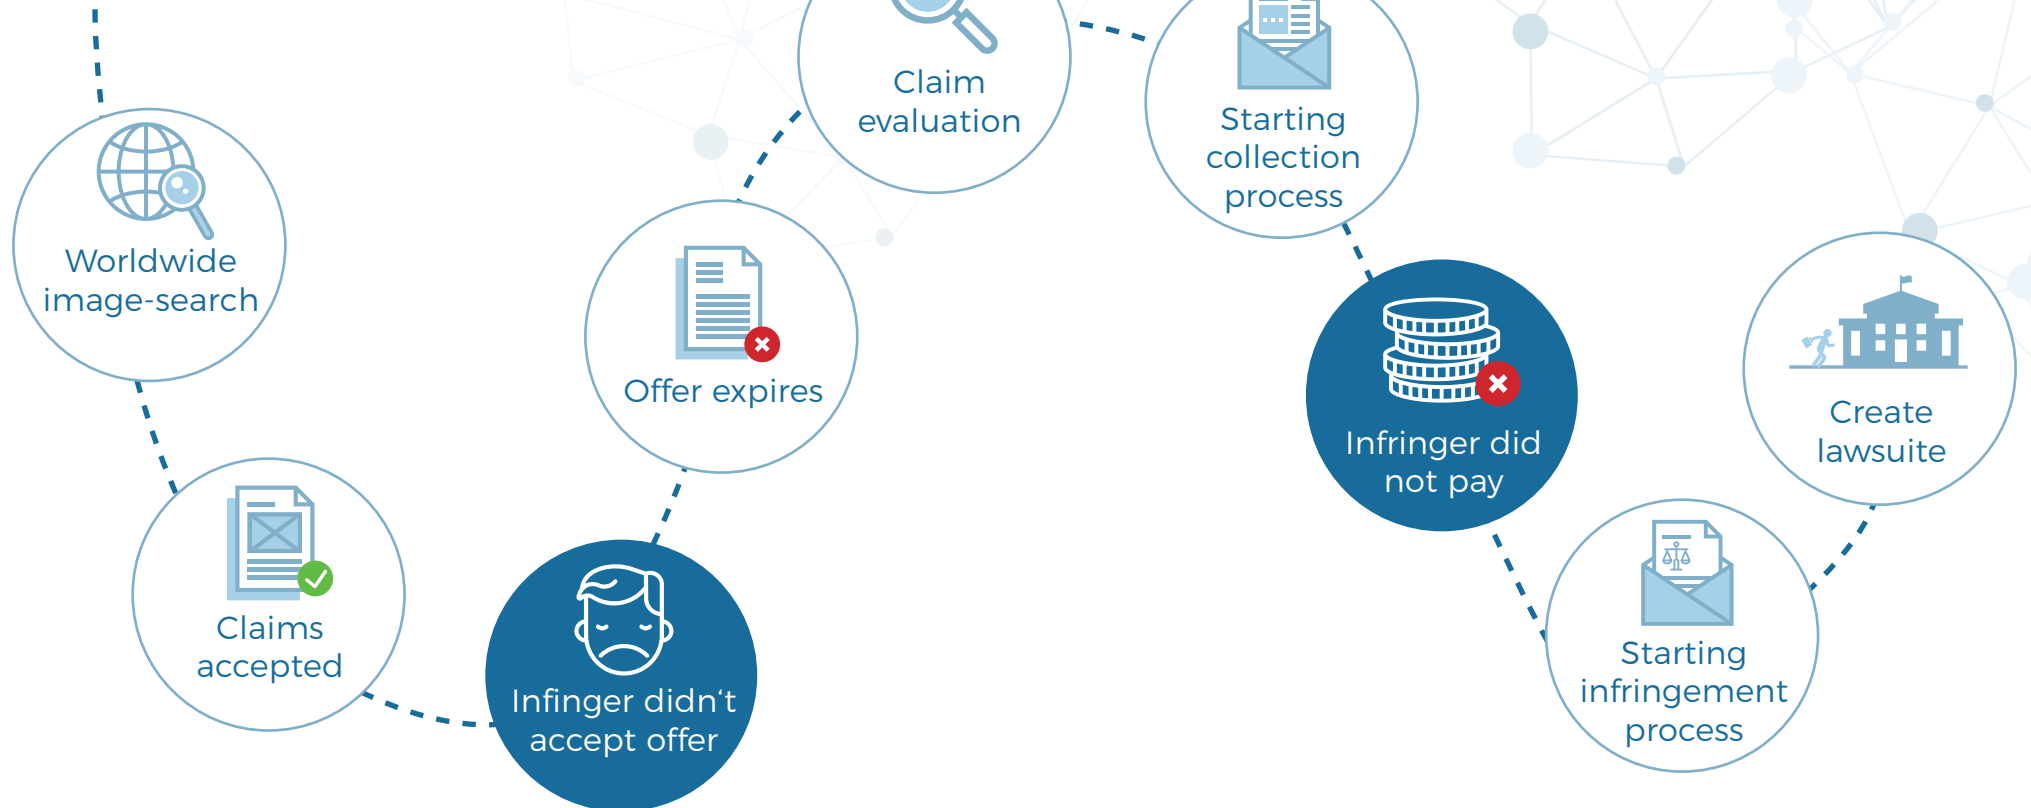 Worldwide
image-search
Claims
accepted
Infinger didn‘t
accept offer
Offer expires
Claim
evaluation
Starting
collection
process
Infringer did
not pay
Starting
infringement
process
Create
lawsuite